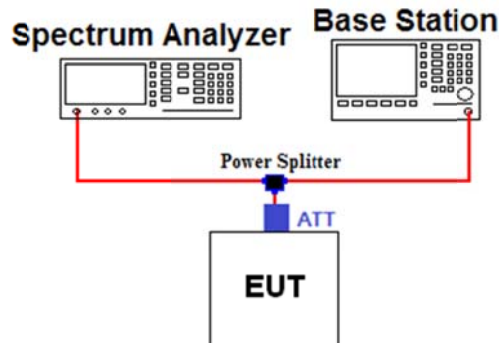 Spectrum Analyzer
Base Station
Power Splitter
ATT
EUT